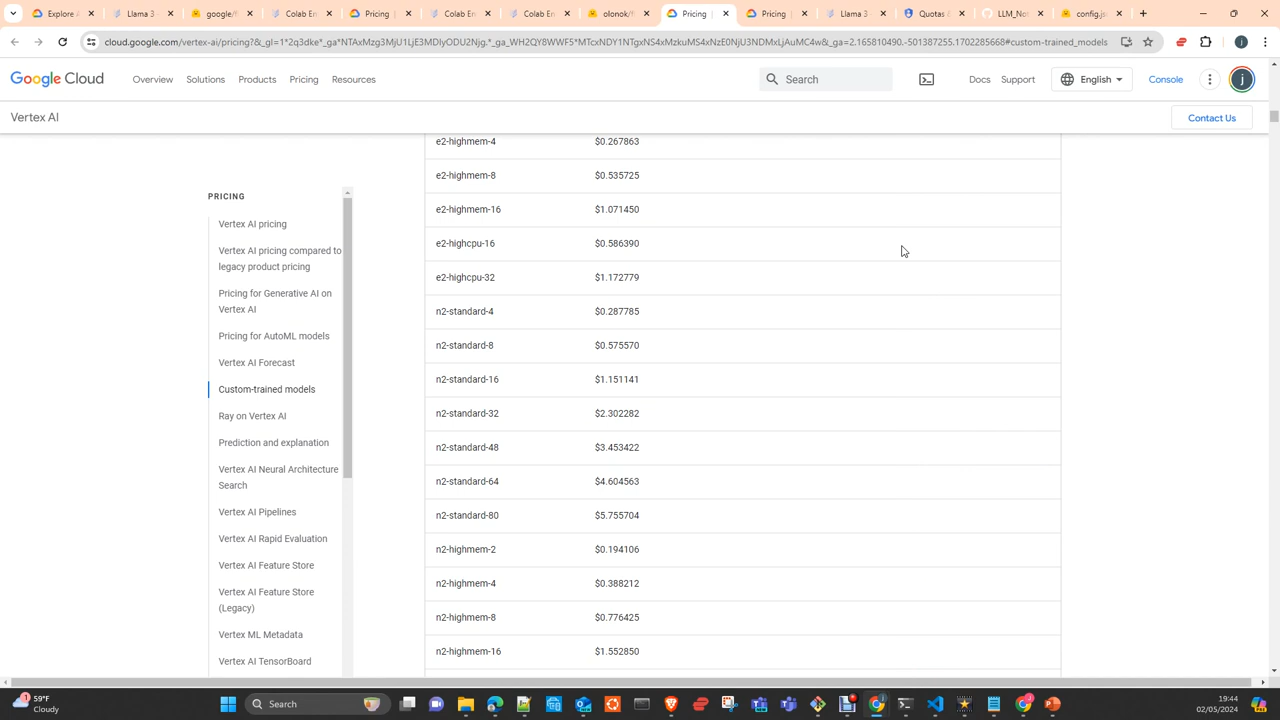 Explore A
Llama 3
google/f
Colab En
Pricing
Colab En
Colab En
olonok/t
Pricing
Pricing
Llama 3
Quotas &
LLM_Not
config.js
cloud.google.com/vertex-ai/pricing?&_gl=1*2q3dke*_ga*NTAxMzg3MjU1LjE3MDIyODU2Njg.*_ga_WH2QY8WWF5*MTcxNDY1NTgxNS4xMzkuMS4xNzE0NjU3NDMxLjAuMC4w&_ga=2.165810490.-501387255.1702285668#custom-trained_models
Google Cloud
Overview
Solutions
Products
Pricing
Resources
Search
Docs
Support
English
Console
j
Vertex AI
Contact Us
PRICING
Vertex AI pricing
Vertex AI pricing compared to
legacy product pricing
Pricing for Generative AI on
Vertex AI
Pricing for AutoML models
Vertex AI Forecast
Custom-trained models
Ray on Vertex AI
Prediction and explanation
Vertex AI Neural Architecture
Search
Vertex AI Pipelines
Vertex AI Rapid Evaluation
Vertex AI Feature Store
Vertex AI Feature Store
(Legacy)
Vertex ML Metadata
Vertex AI TensorBoard
e2-highmem-4 $0.267863
e2-highmem-8 $0.535725
e2-highmem-16 $1.071450
e2-highcpu-16 $0.586390
e2-highcpu-32 $1.172779
n2-standard-4 $0.287785
n2-standard-8 $0.575570
n2-standard-16 $1.151141
n2-standard-32 $2.302282
n2-standard-48 $3.453422
n2-standard-64 $4.604563
n2-standard-80 $5.755704
n2-highmem-2 $0.194106
n2-highmem-4 $0.388212
n2-highmem-8 $0.776425
n2-highmem-16 $1.552850
59°F
Cloudy
Search
19:44
02/05/2024